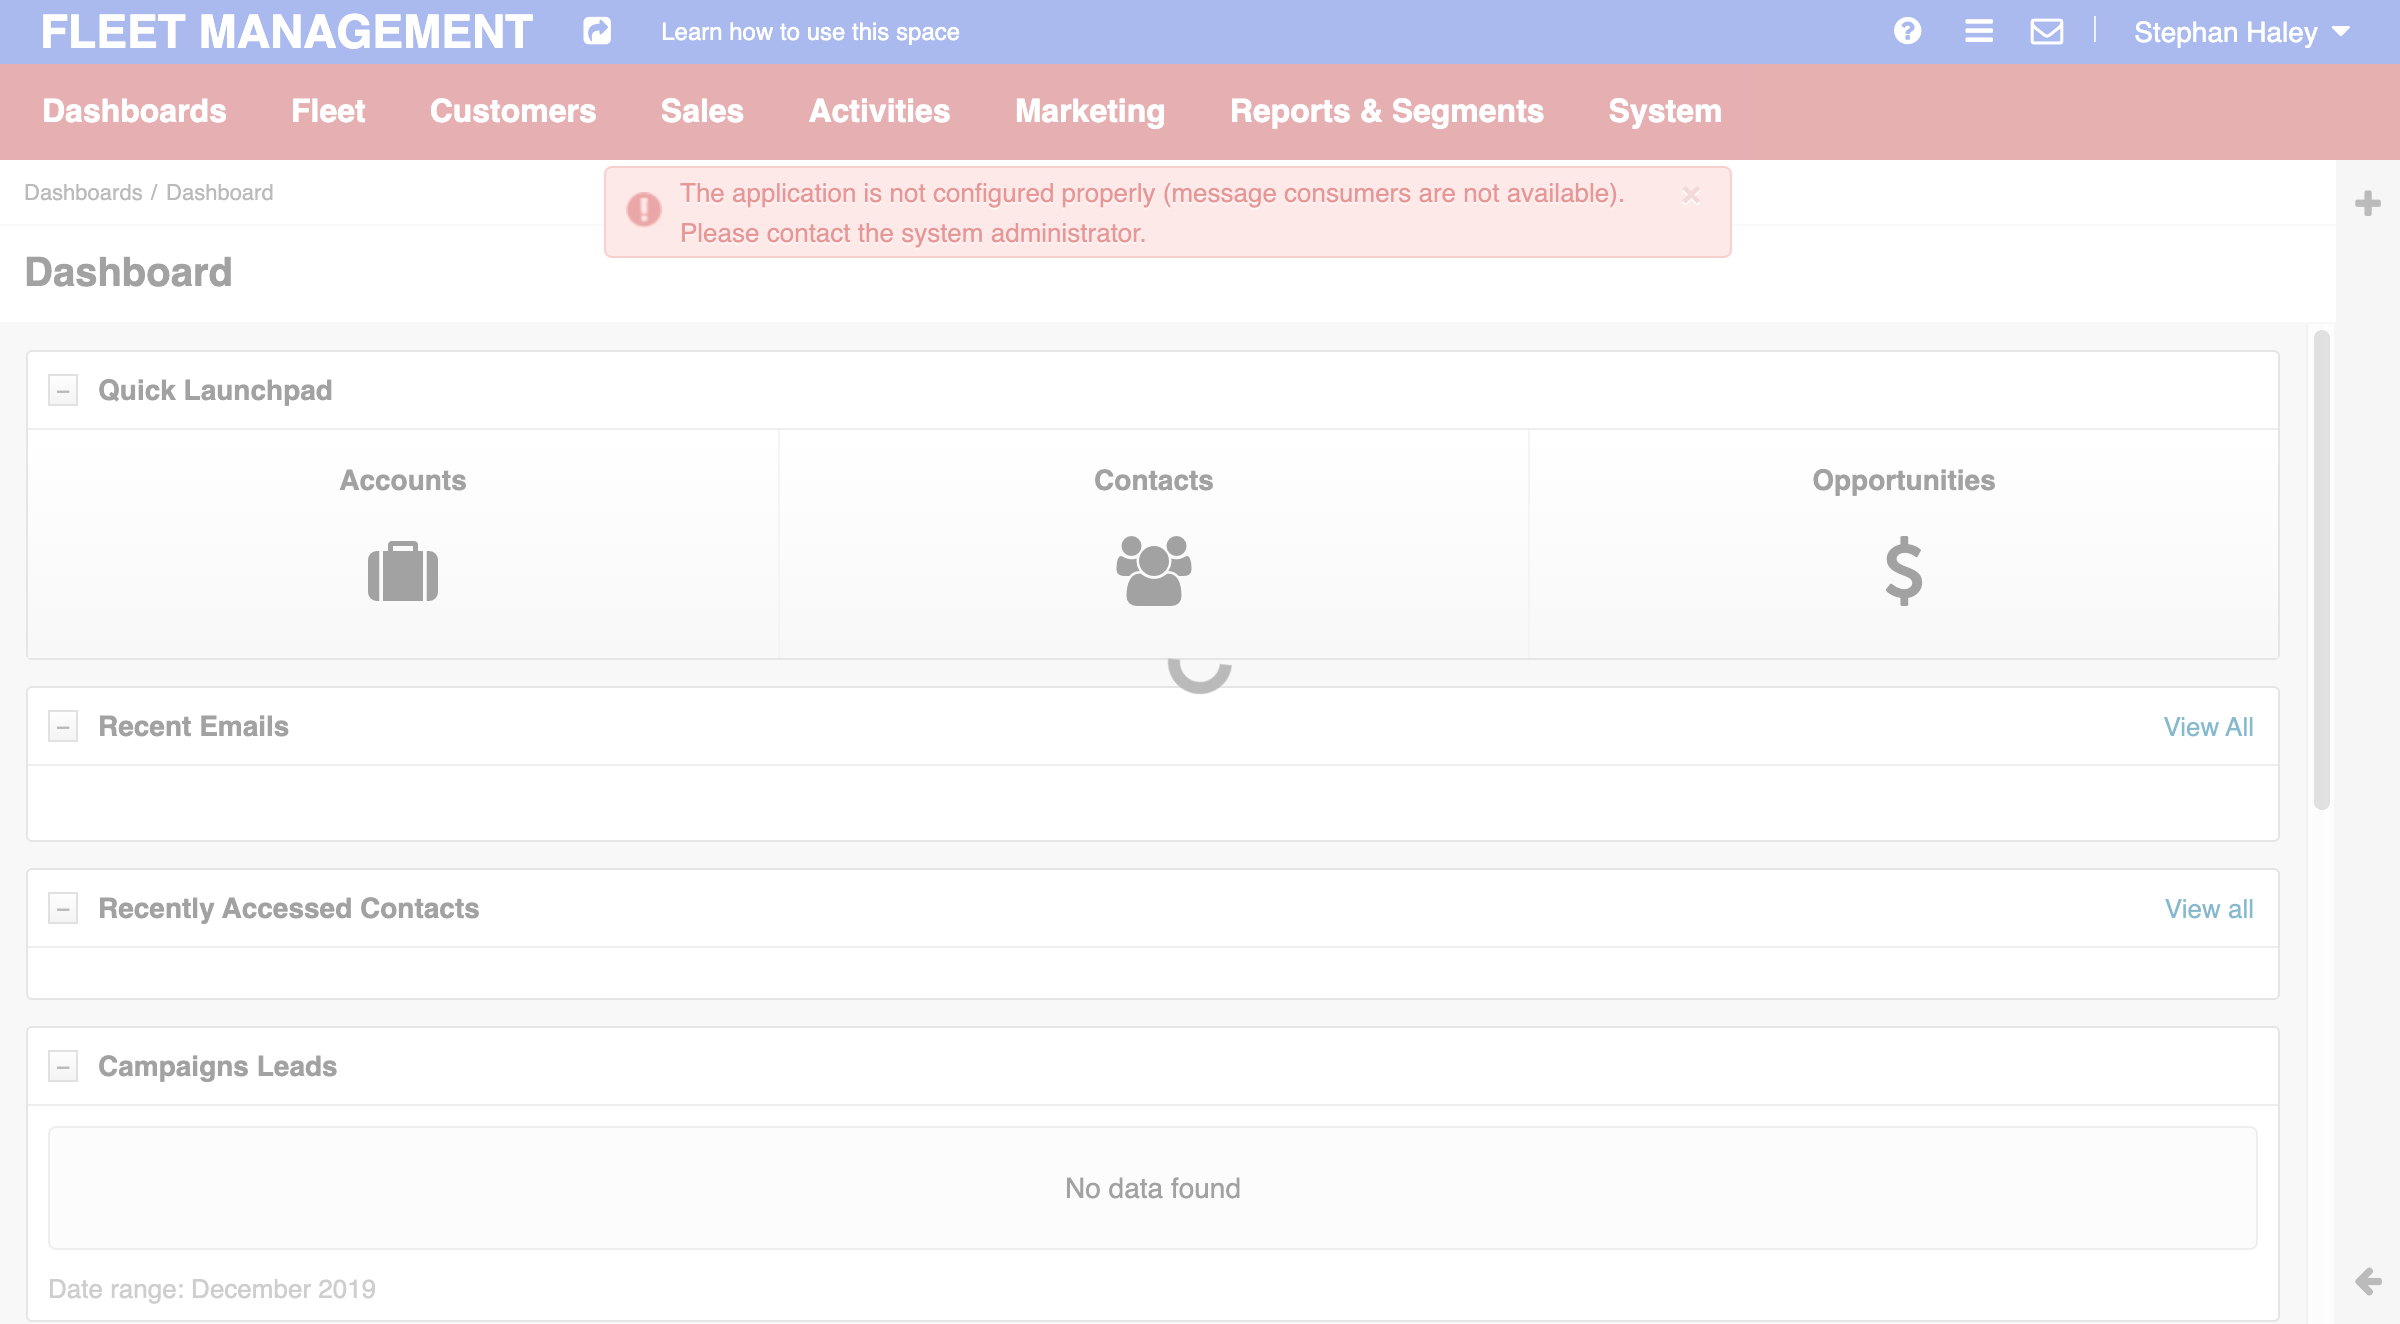 FLEET MANAGEMENT
Learn how to use this space
Stephan Haley
Dashboards Fleet Customers Sales Activities Marketing Reports & Segments System
Dashboards / Dashboard
The application is not configured properly (message consumers are not available).
Please contact the system administrator.
Dashboard
Quick Launchpad
Accounts Contacts Opportunities
Recent Emails View All
Recently Accessed Contacts View all
Campaigns Leads
No data found
Date range: December 2019